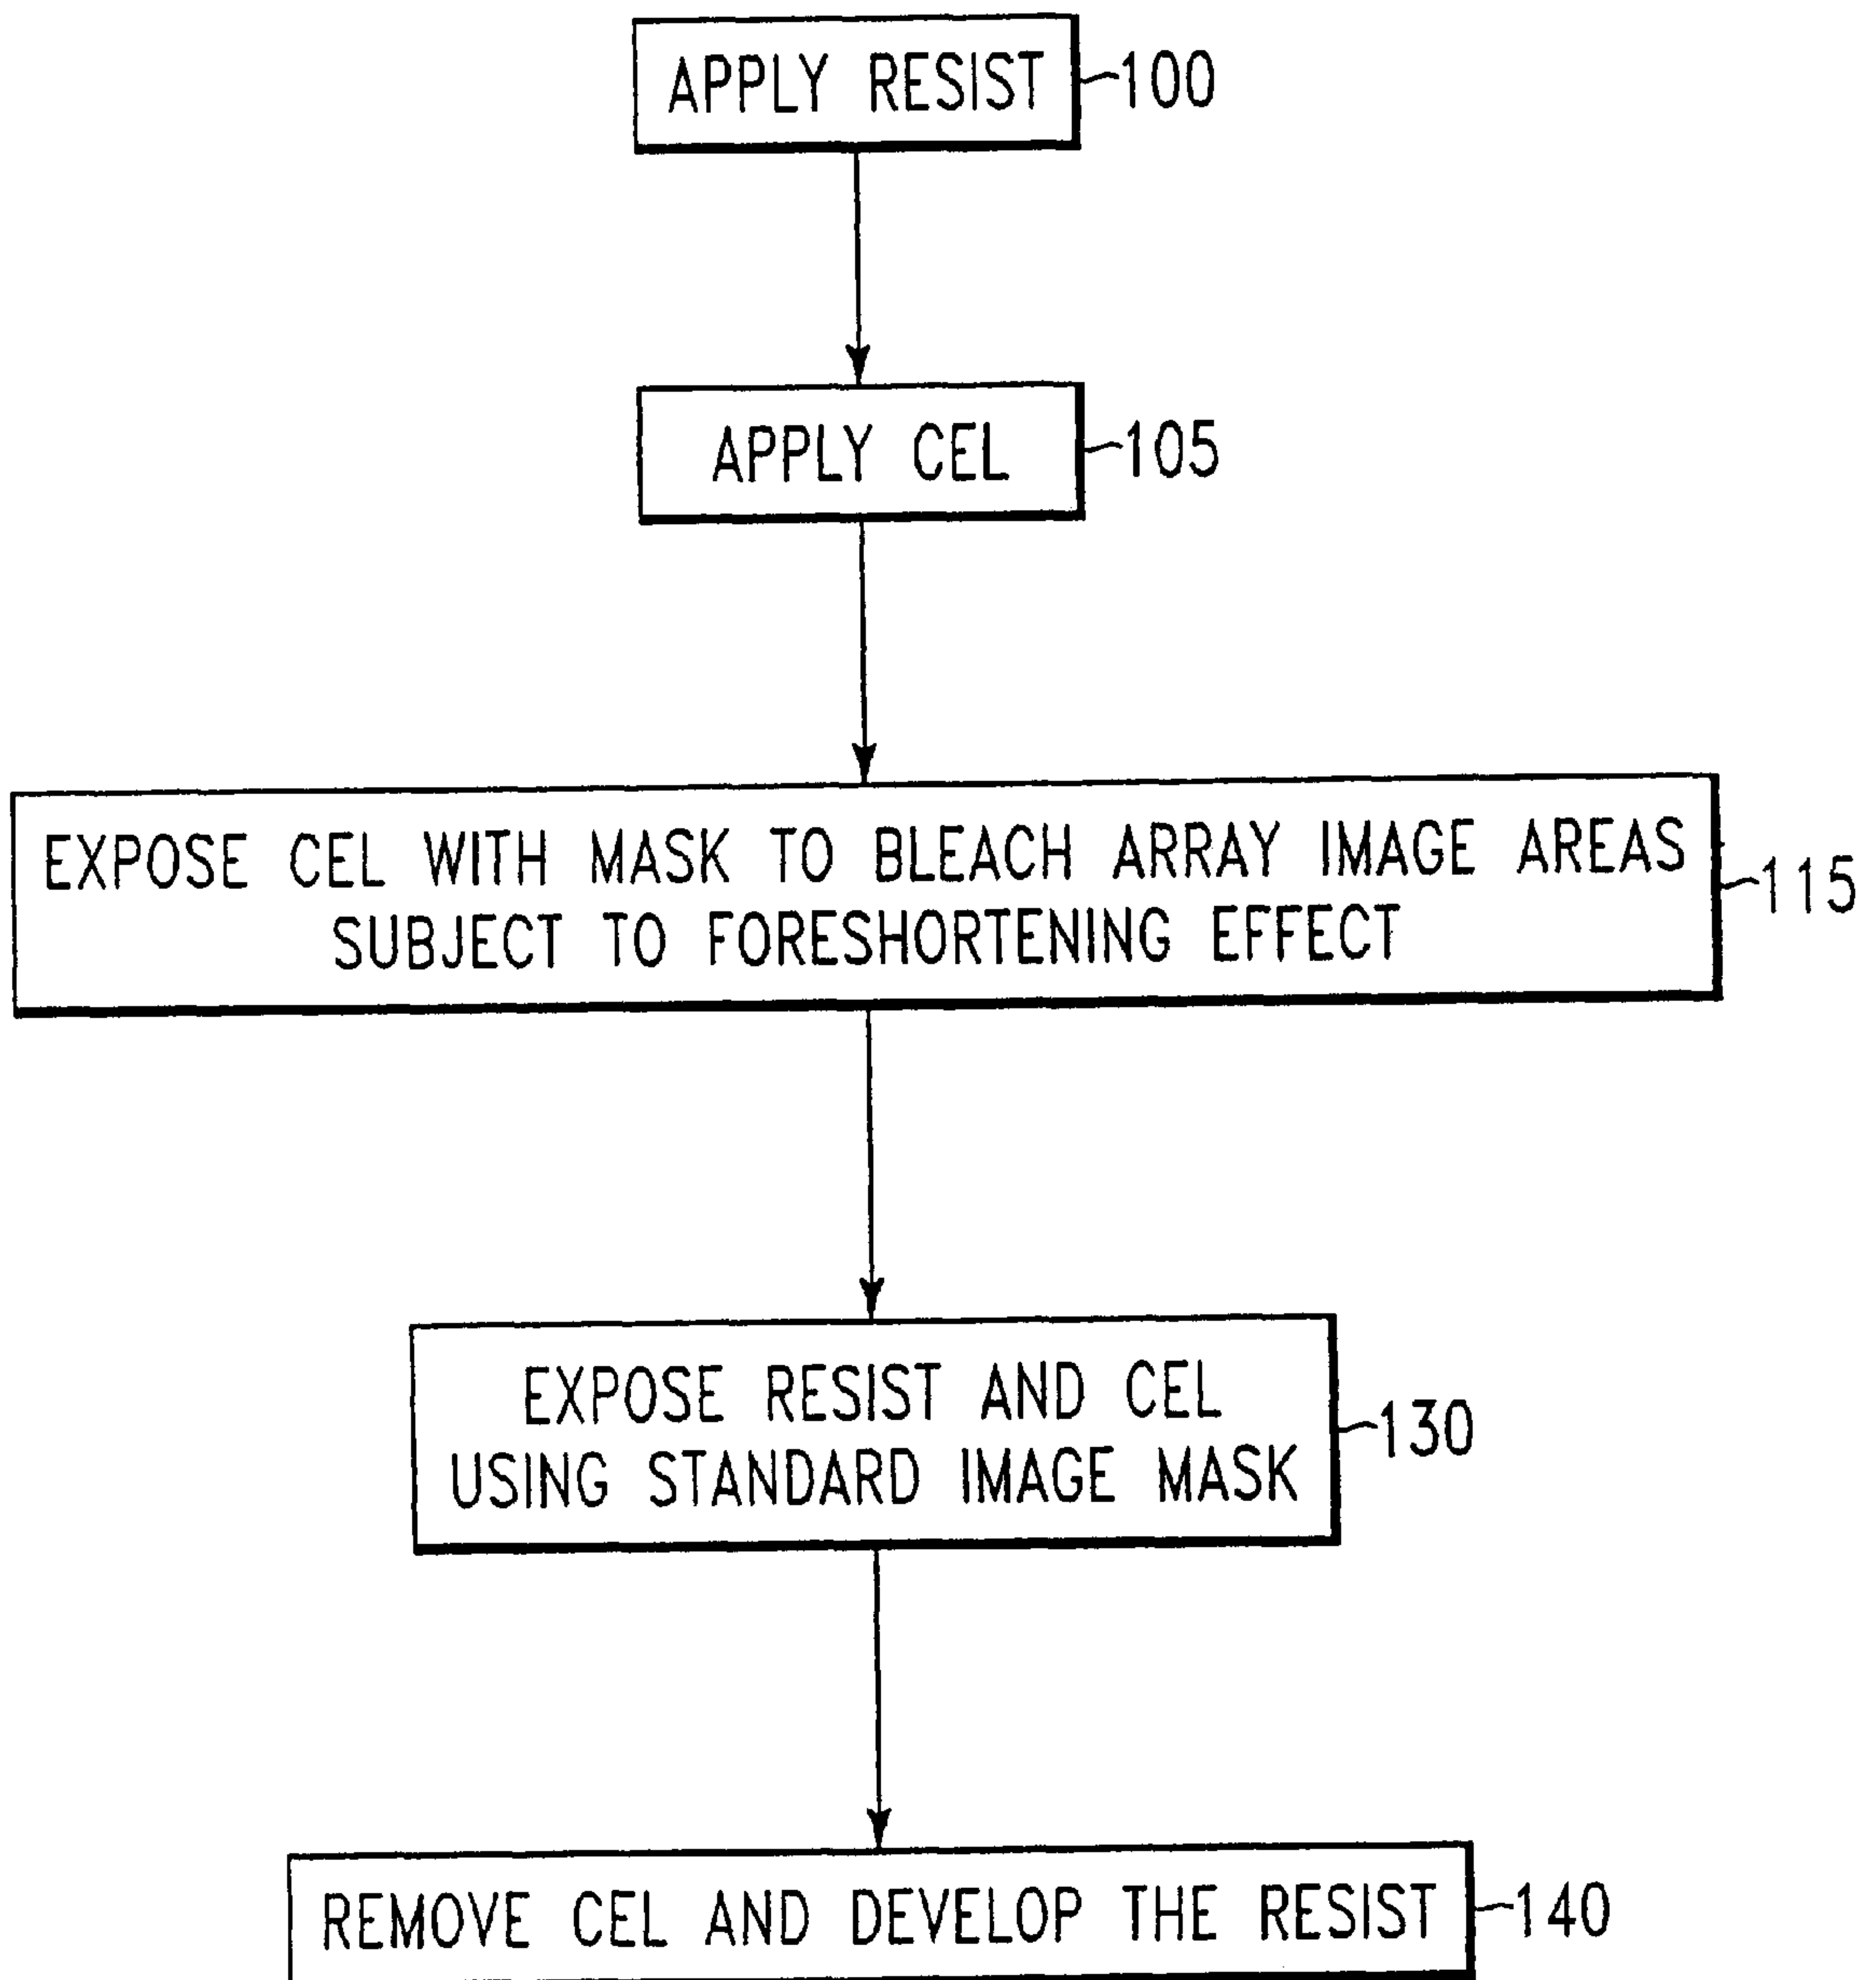 APPLY RESIST 100
APPLY CEL 105
EXPOSE CEL WITH MASK TO BLEACH ARRAY IMAGE AREAS
SUBJECT TO FORESHORTENING EFFECT
115
EXPOSE RESIST AND CEL
USING STANDARD IMAGE MASK
130
REMOVE CEL AND DEVELOP THE RESIST 140